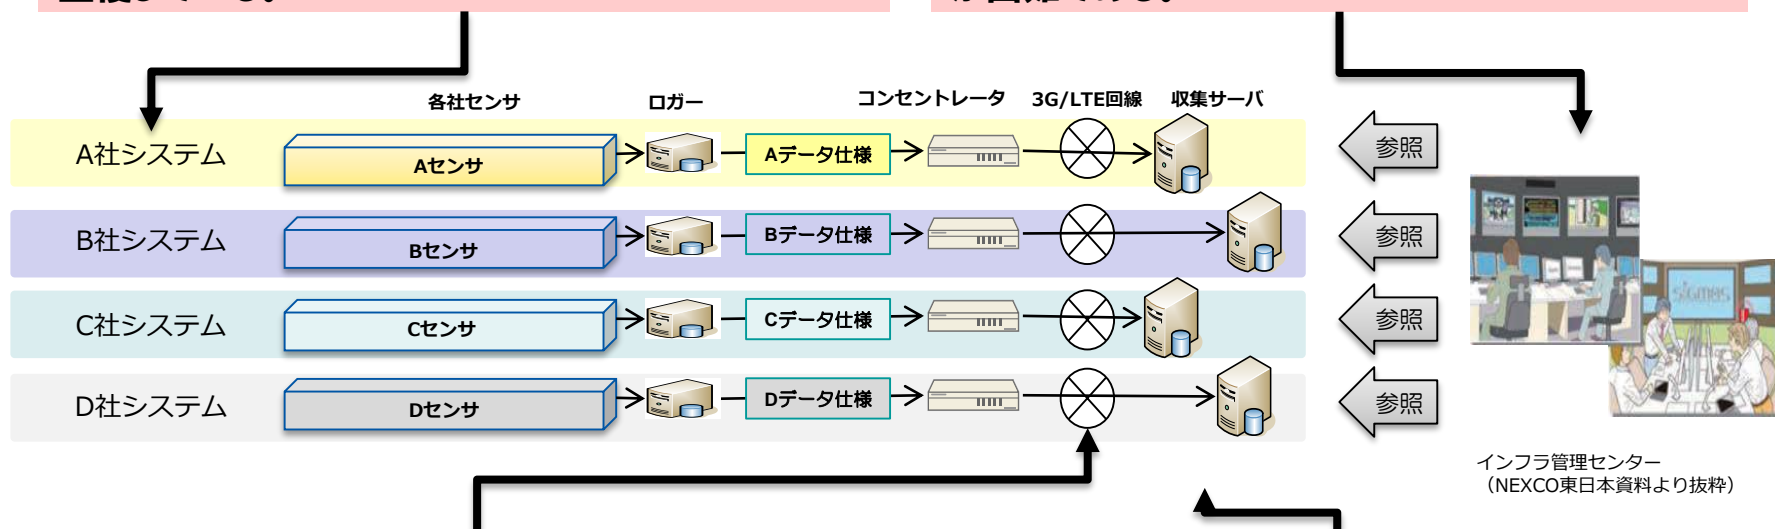 各社センサ ロガー コンセントレータ 3G/LTE回線 収集サーバ
A社システム Aセンサ Aデータ仕様 参照
B社システム Bセンサ Bデータ仕様 参照
C社システム Cセンサ Cデータ仕様 参照
D社システム Dセンサ Dデータ仕様 参照
sigmas
インフラ管理センター
（NEXCO東日本資料より抜粋）